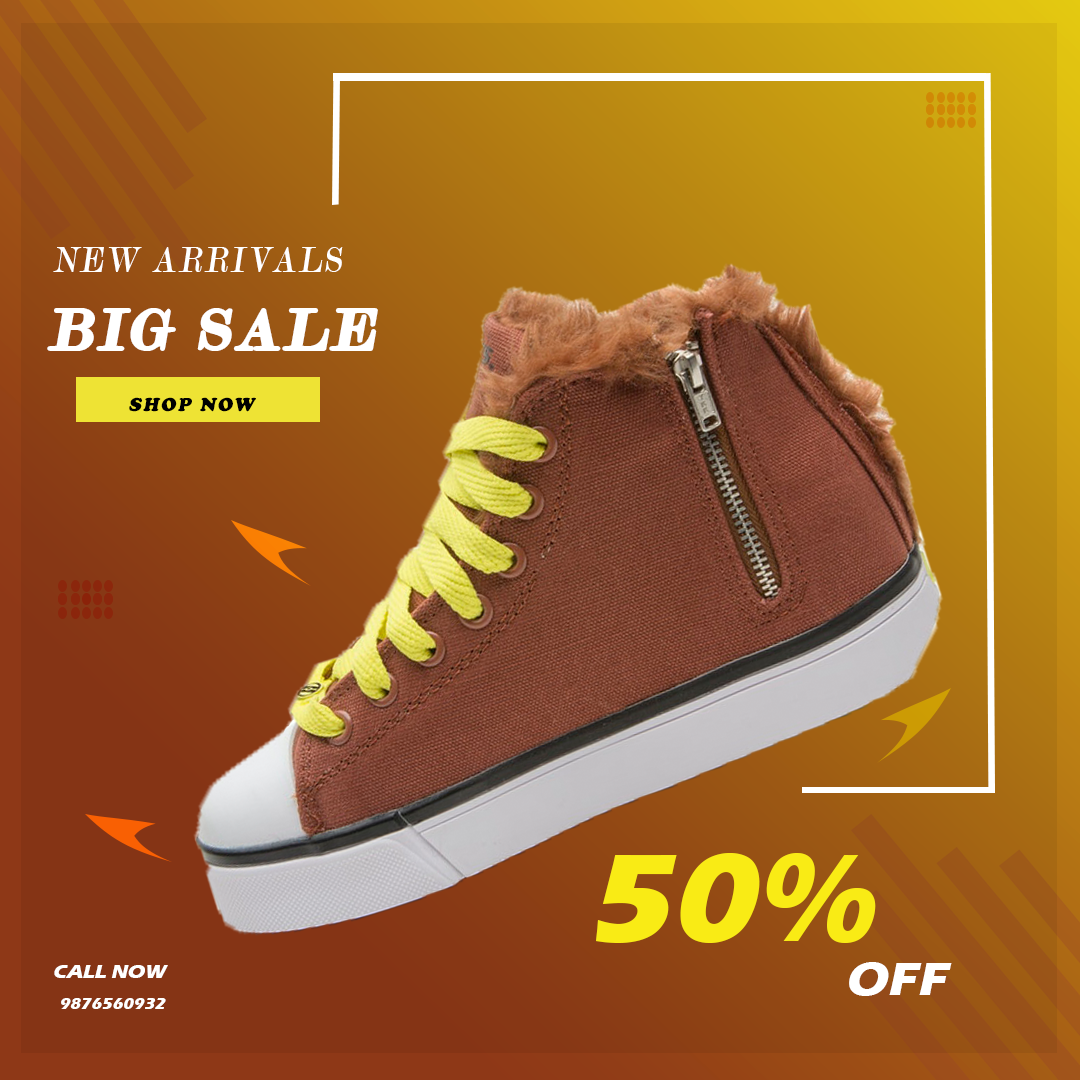 NEW ARRIVALS
BIG SALE
SHOP NOW
50%
OFF
CALL NOW
9876560932